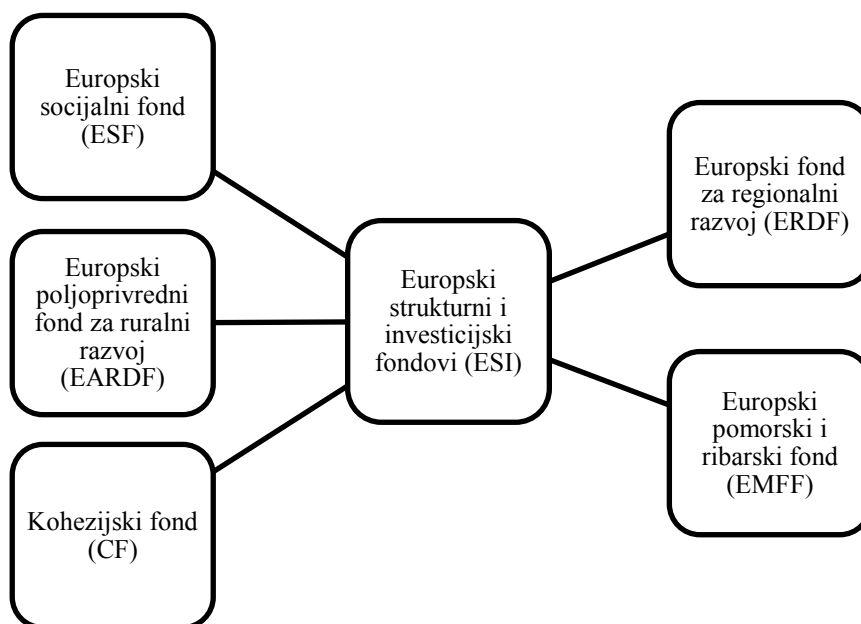 Europski
socijalni fond
(ESF)
Europski
poljoprivredni
fond za ruralni
razvoj
(EARDF)
Kohezijski fond
(CF)
Europski
strukturni i
investicijski
fondovi (ESI)
Europski fond
za regionalni
razvoj (ERDF)
Europski
pomorski i
ribarski fond
(EMFF)